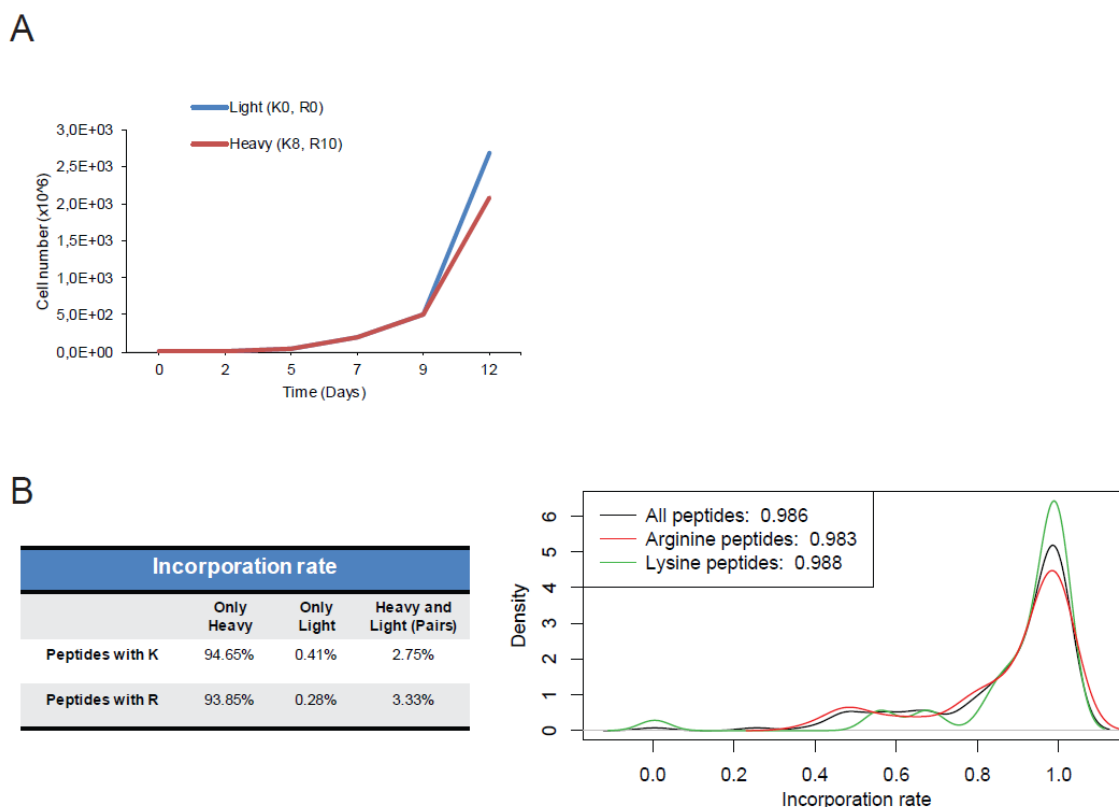 A
Light (K0, R0)
Heavy (K8, R10)
3,0E+03
2,5E+03
2,0E+03
1,5E+03
1,0E+03
5,0E+02
0,0E+00
Cell number (x10^6)
0 2 5 7 9 12
Time (Days)
B
Incorporation rate
Only Heavy Only Light Heavy and Light (Pairs)
Peptides with K 94.65% 0.41% 2.75%
Peptides with R 93.85% 0.28% 3.33%
All peptides: 0.986
Arginine peptides: 0.983
Lysine peptides: 0.988
6
5
4
3
2
1
0
Density
0.0 0.2 0.4 0.6 0.8 1.0
Incorporation rate